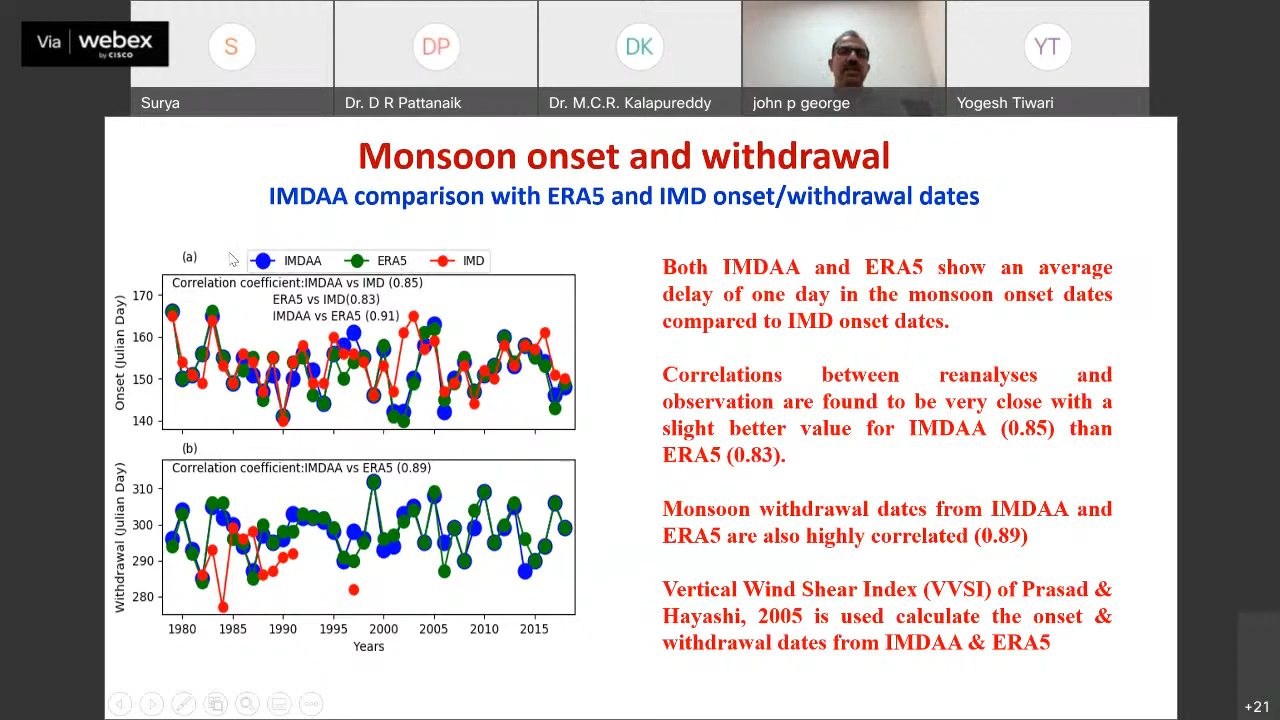 Via webex
by CISCO
S
DP
DK
YT
Surya
Dr. D R Pattanaik
Dr. M.C.R. Kalapureddy
john p george
Yogesh Tiwari
Monsoon onset and withdrawal
IMDAA comparison with ERA5 and IMD onset/withdrawal dates
(a)
IMDAA
ERA5
IMD
Correlation coefficient:IMDAA vs IMD (0.85)
ERA5 vs IMD(0.83)
IMDAA vs ERA5 (0.91)
Onset (Julian Day)
170
160
150
140
(b)
Correlation coefficient:IMDAA vs ERA5 (0.89)
Withdrawal (Julian Day)
310
300
290
280
1980 1985 1990 1995 2000 2005 2010 2015
Years
Both IMDAA and ERA5 show an average
delay of one day in the monsoon onset dates
compared to IMD onset dates.
Correlations between reanalyses and
observation are found to be very close with a
slight better value for IMDAA (0.85) than
ERA5 (0.83).
Monsoon withdrawal dates from IMDAA and
ERA5 are also highly correlated (0.89)
Vertical Wind Shear Index (VVSI) of Prasad &
Hayashi, 2005 is used calculate the onset &
withdrawal dates from IMDAA & ERA5
+21